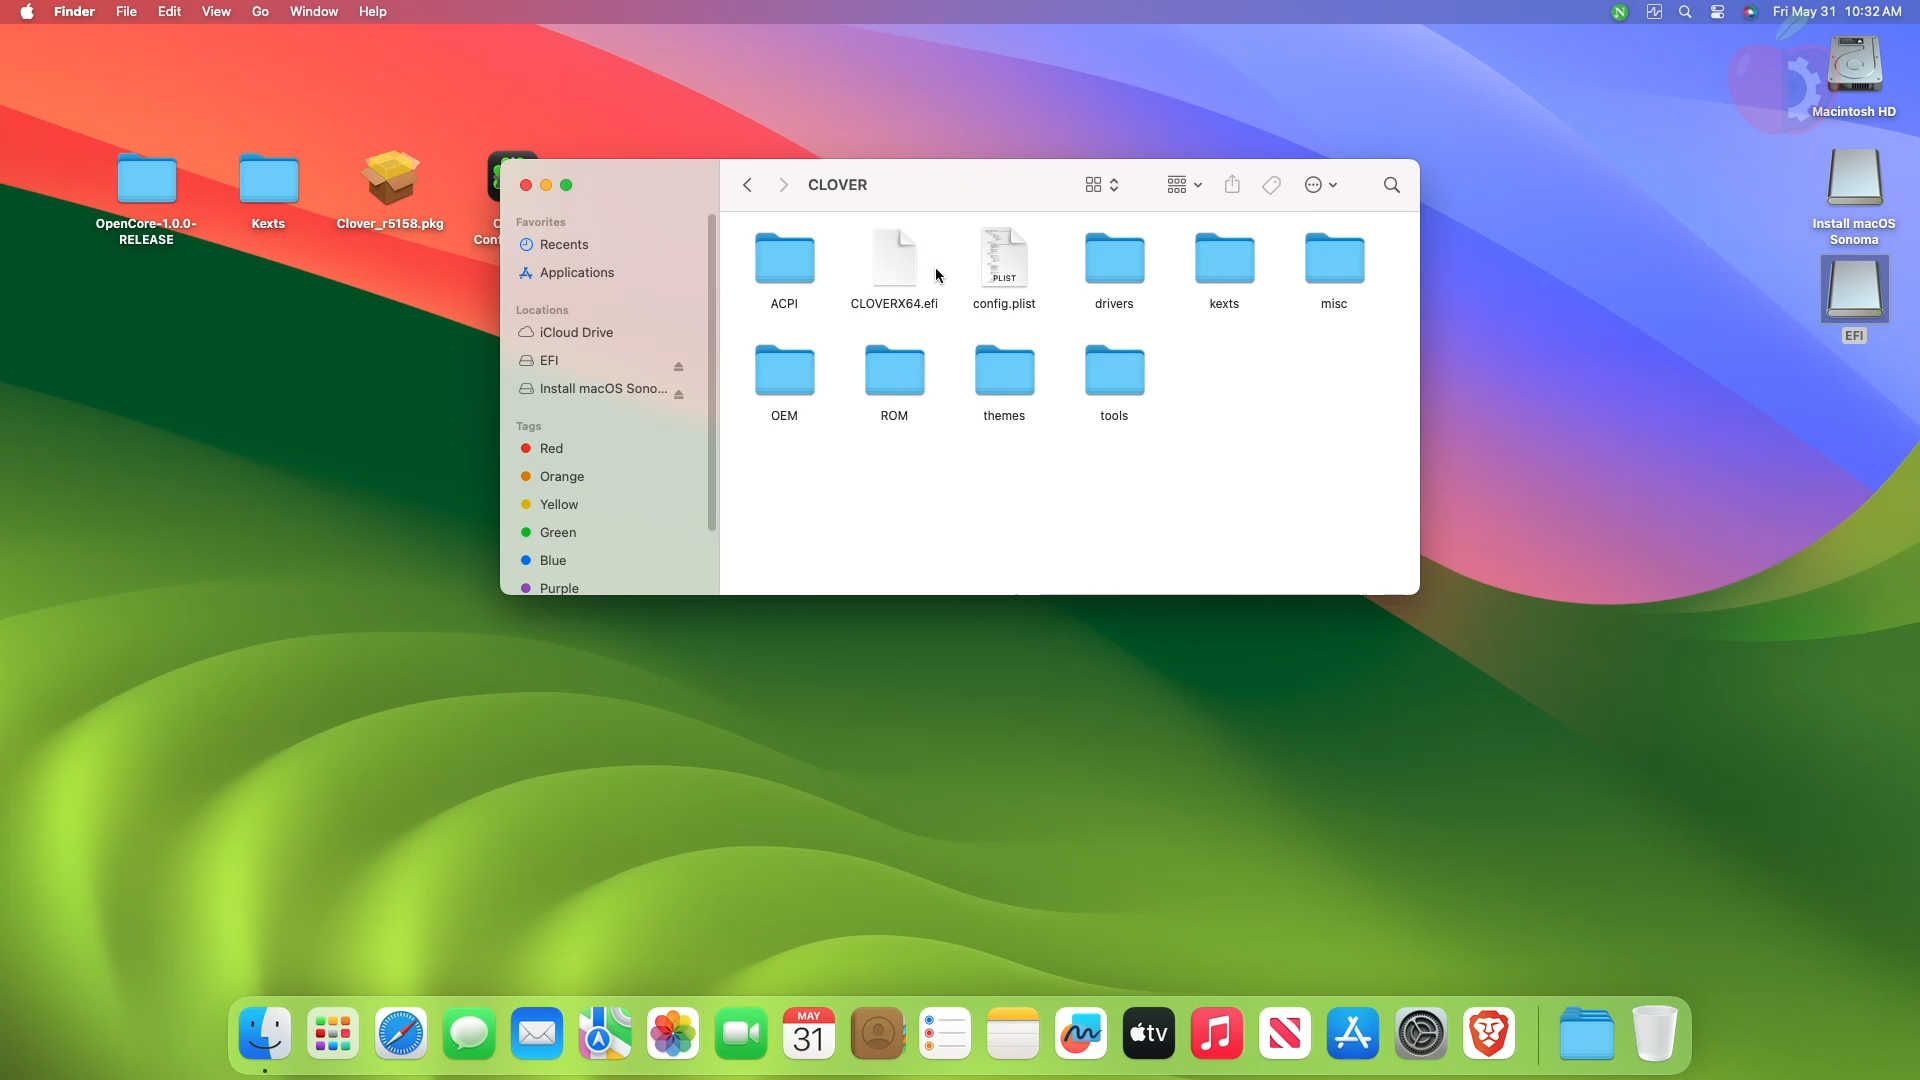 Finder File Edit View Go Window Help
Fri May 31 10:32 AM
Macintosh HD
Install macOS
Sonoma
EFI
OpenCore-1.0.0-
RELEASE
Kexts
Clover_r5158.pkg
CLOVER
Favorites
Recents
Applications
Locations
iCloud Drive
EFI
Install macOS Sono...
Tags
Red
Orange
Yellow
Green
Blue
Purple
ACPI
CLOVERX64.efi
PLIST
config.plist
drivers
kexts
misc
OEM
ROM
themes
tools
MAY
31
tv